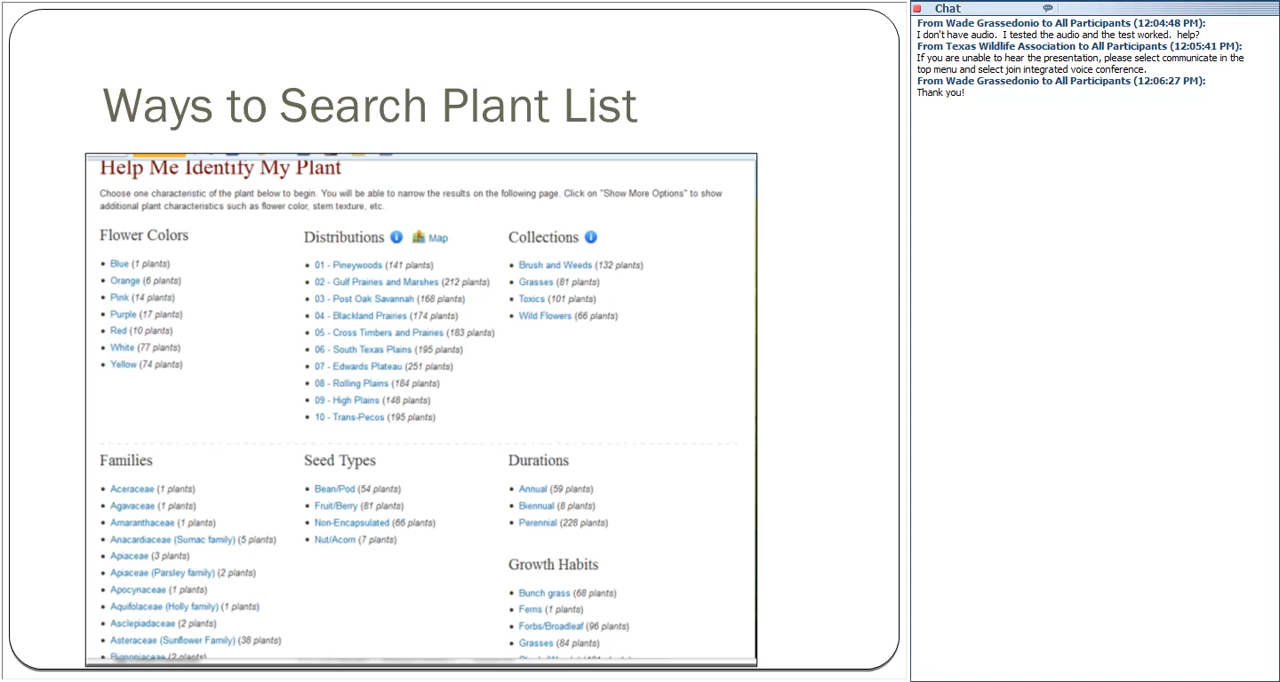 Ways to Search Plant List
Help Me Identify My Plant
Choose one characteristic of the plant below to begin. You will be able to narrow the results on the following page. Click on "Show More Options" to show
additional plant characteristics such as flower color, stem texture, etc.
Flower Colors
Blue (1 plants)
Orange (6 plants)
Pink (14 plants)
Purple (17 plants)
Red (10 plants)
White (77 plants)
Yellow (74 plants)
Distributions Map
01 - Pineywoods (141 plants)
02 - Gulf Prairies and Marshes (212 plants)
03 - Post Oak Savannah (168 plants)
04 - Blackland Prairies (174 plants)
05 - Cross Timbers and Prairies (183 plants)
06 - South Texas Plains (195 plants)
07 - Edwards Plateau (251 plants)
08 - Rolling Plains (184 plants)
09 - High Plains (148 plants)
10 - Trans-Pecos (195 plants)
Collections
Brush and Weeds (132 plants)
Grasses (81 plants)
Toxics (101 plants)
Wild Flowers (66 plants)
Families
Aceraceae (1 plants)
Agavaceae (1 plants)
Amaranthaceae (1 plants)
Anacardiaceae (Sumac family) (5 plants)
Apiaceae (3 plants)
Apiaceae (Parsley family) (2 plants)
Apocynaceae (1 plants)
Aquifolaceae (Holly family) (1 plants)
Asclepiadaceae (2 plants)
Asteraceae (Sunflower Family) (38 plants)
Bignoniaceae (2 plants)
Seed Types
Bean/Pod (54 plants)
Fruit/Berry (81 plants)
Non-Encapsulated (66 plants)
Nut/Acorn (7 plants)
Durations
Annual (59 plants)
Biennual (8 plants)
Perennial (228 plants)
Growth Habits
Bunch grass (68 plants)
Ferns (1 plants)
Forbs/Broadleaf (96 plants)
Grasses (84 plants)
Chat
From Wade Grassedonio to All Participants (12:04:48 PM):
I don't have audio. I tested the audio and the test worked. help?
From Texas Wildlife Association to All Participants (12:05:41 PM):
If you are unable to hear the presentation, please select communicate in the
top menu and select join integrated voice conference.
From Wade Grassedonio to All Participants (12:06:27 PM):
Thank you!